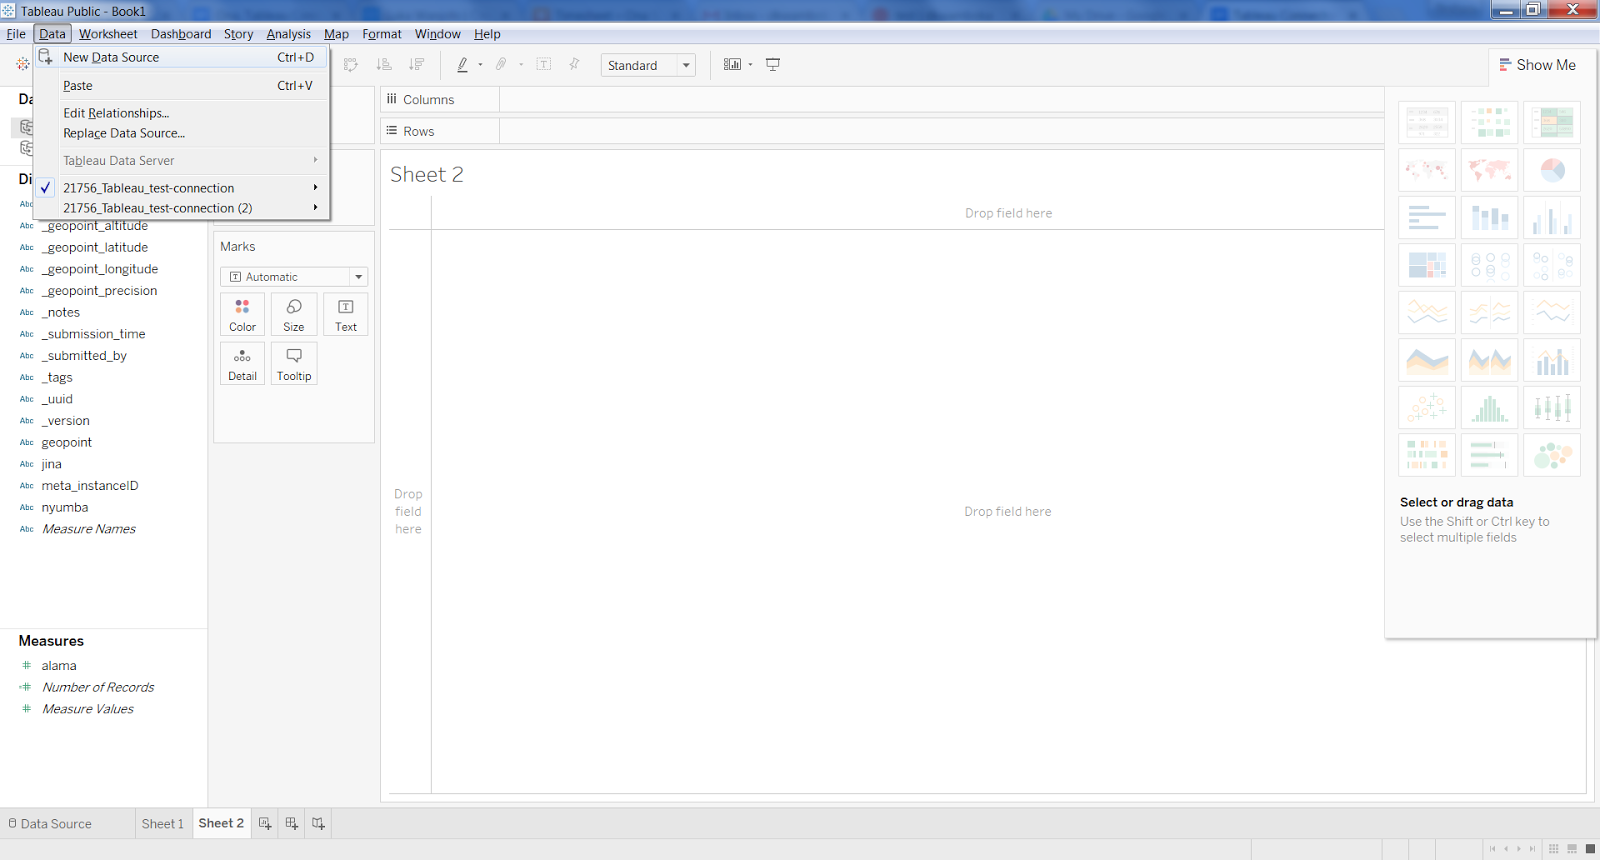 Tableau Public - Book1
File Data Worksheet Dashboard Story Analysis Map Format Window Help
New Data Source Ctrl+D
Paste Ctrl+V
Edit Relationships...
Replace Data Source...
Tableau Data Server
21756_Tableau_test-connection
21756_Tableau_test-connection (2)
Standard
Show Me
Columns
Rows
Sheet 2
Drop field here
Drop
field
here
Drop field here
Da
Di
Abc
Abc _geopoint_altitude
Abc _geopoint_latitude
Abc _geopoint_longitude
Abc _geopoint_precision
Abc _notes
Abc _submission_time
Abc _submitted_by
Abc _tags
Abc _uuid
Abc _version
Abc geopoint
Abc jina
Abc meta_instanceID
Abc nyumba
Abc Measure Names
Measures
# alama
# Number of Records
# Measure Values
Marks
T Automatic
Color Size Text
Detail Tooltip
Select or drag data
Use the Shift or Ctrl key to
select multiple fields
Data Source Sheet 1 Sheet 2